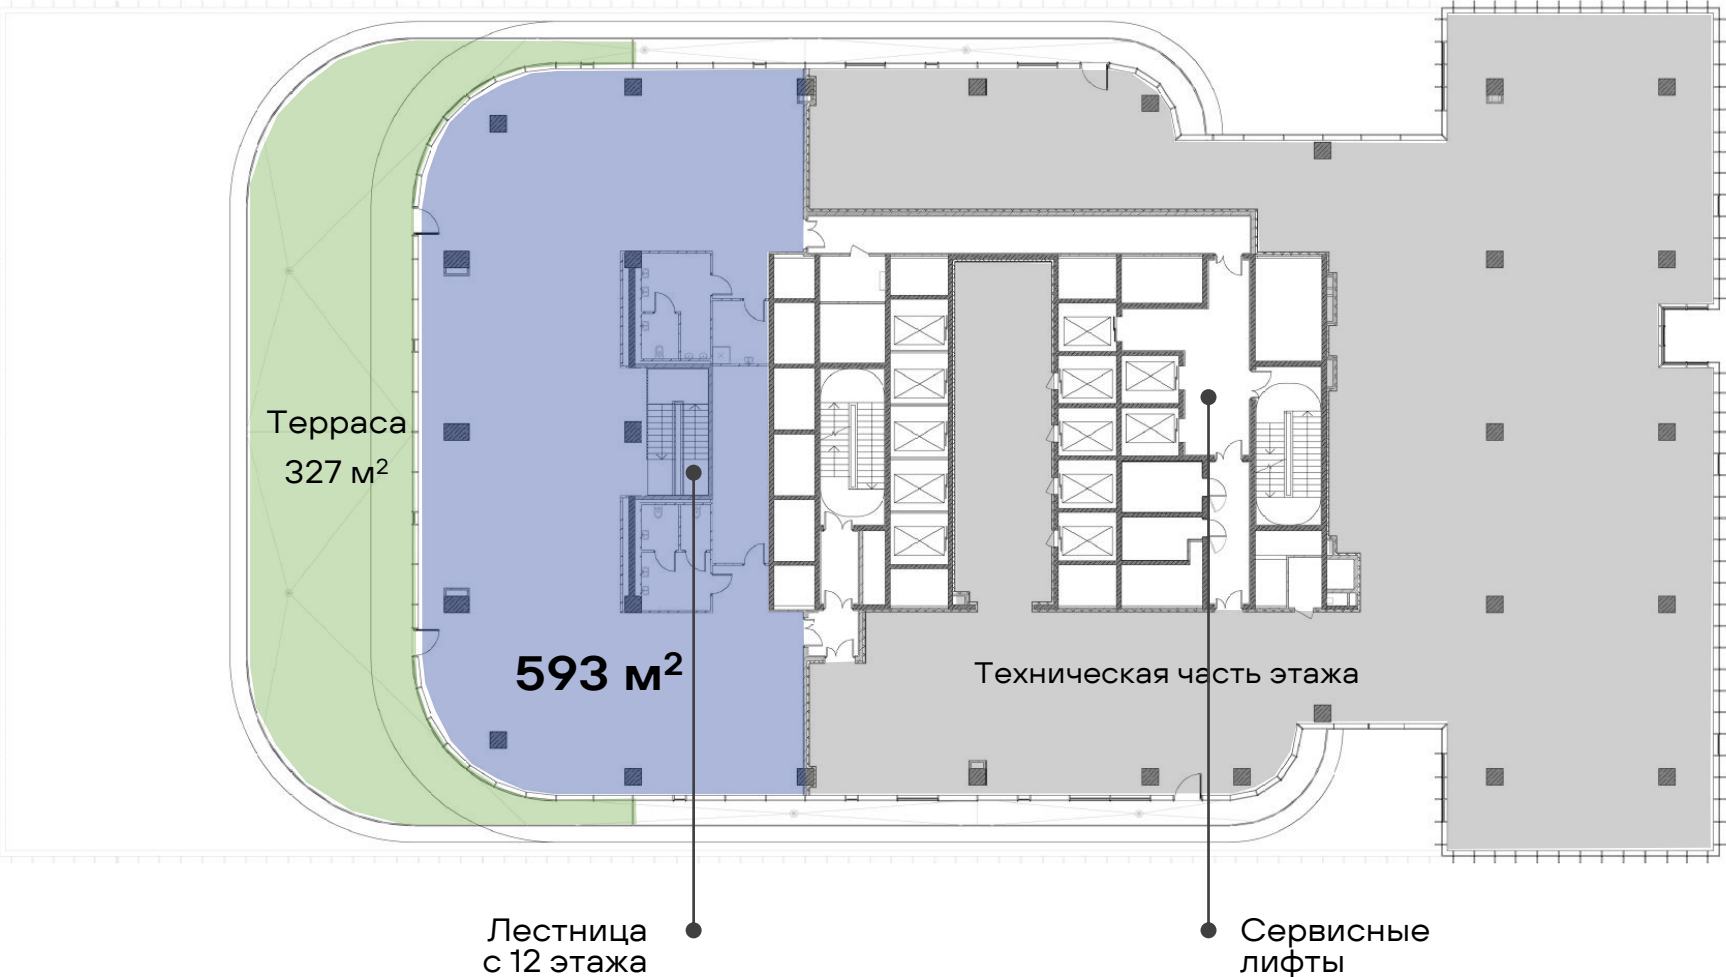 Терраса
327 м²
593 м²
Техническая часть этажа
Лестница
с 12 этажа
Сервисные
лифты